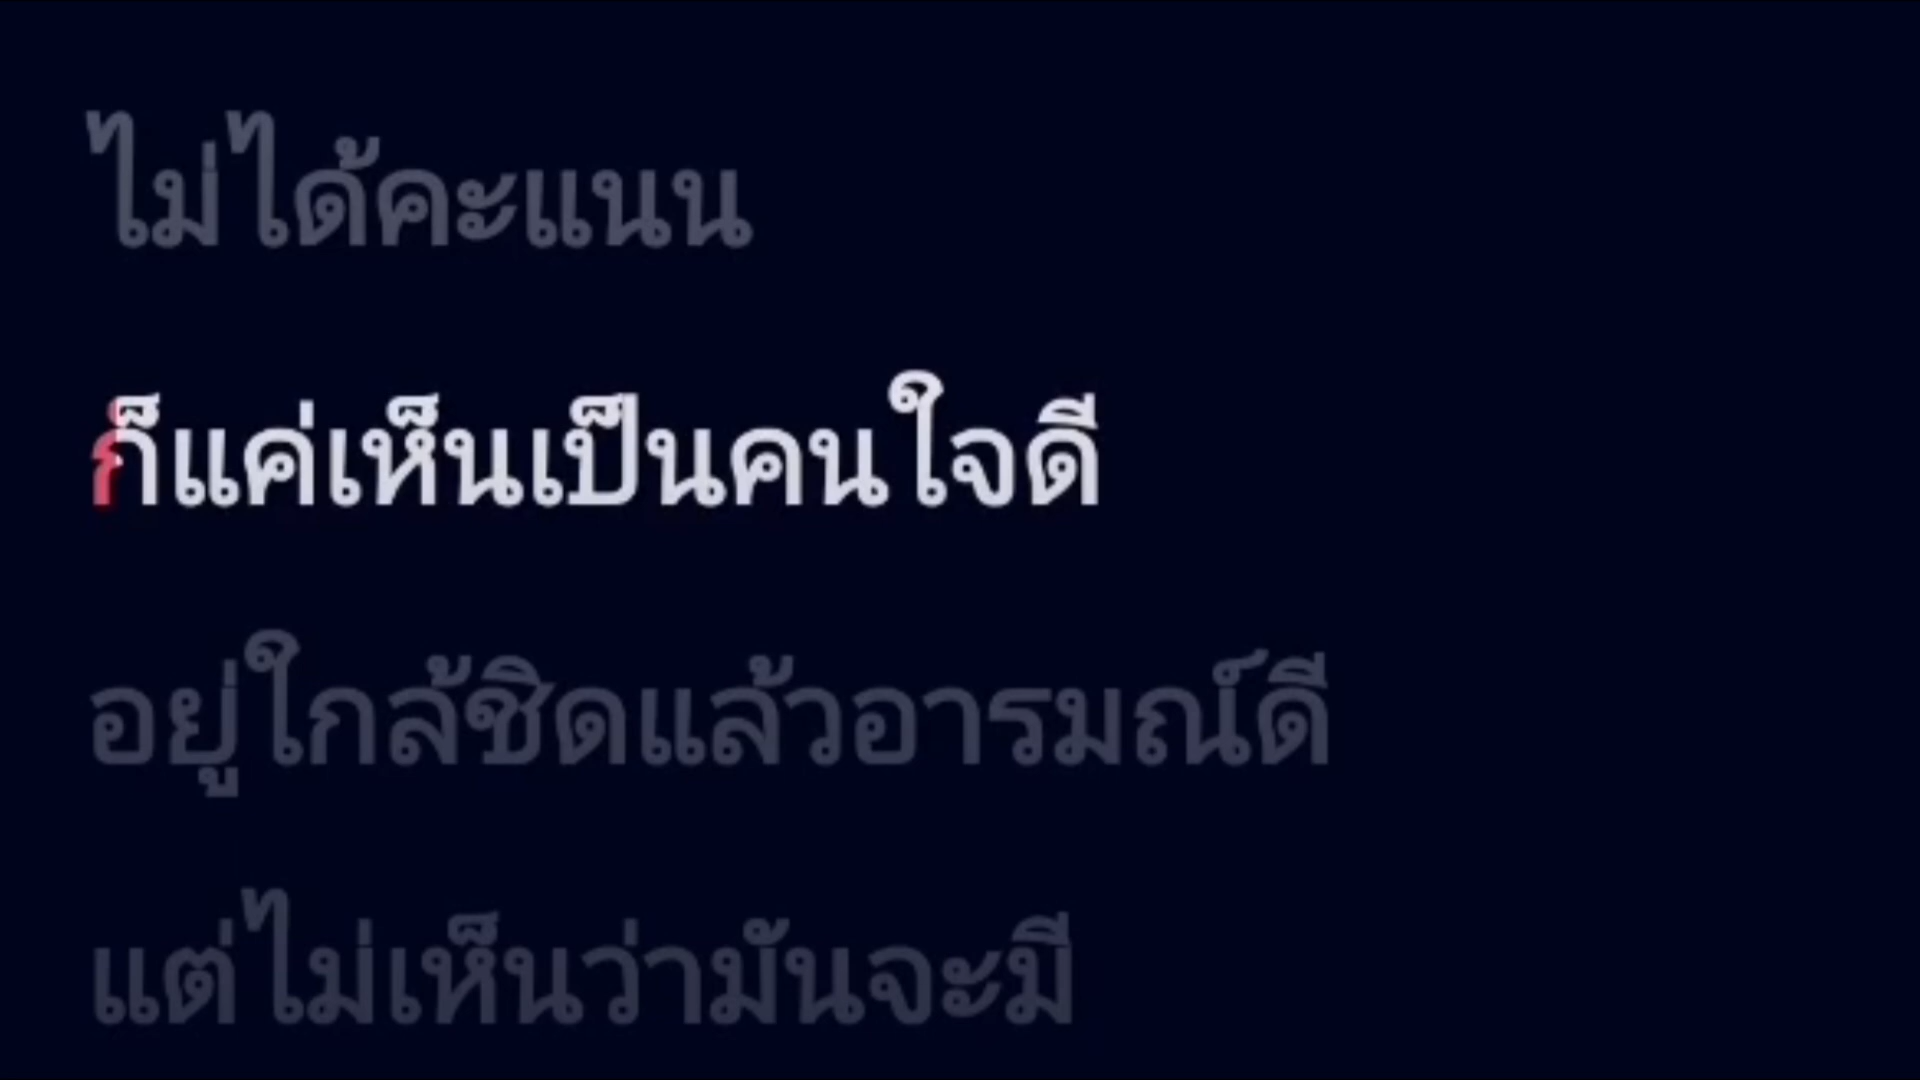 ไม่ได้คะแนน
ก็แค่เห็นเป็นคนใจดี
อยู่ใกล้ชิดแล้วอารมณ์ดี
แต่ไม่เห็นว่ามันจะมี